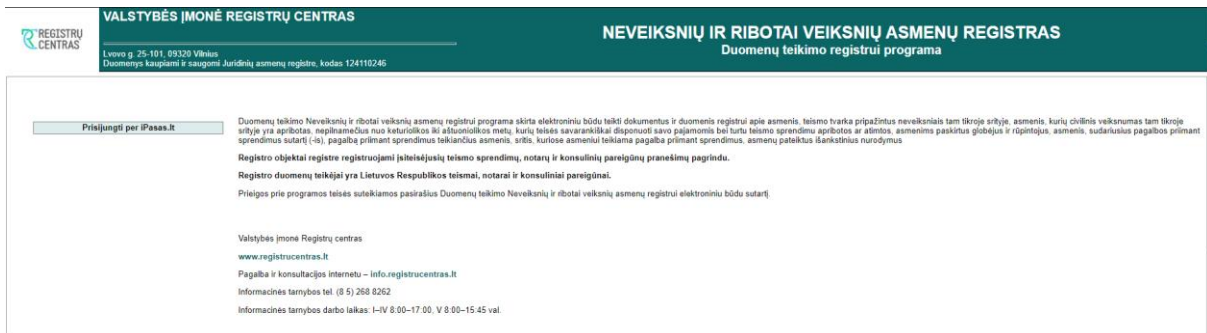 REGISTRŲ
CENTRAS
VALSTYBĖS ĮMONĖ REGISTRŲ CENTRAS
Lvovo g. 25-101, 09320 Vilnius
Duomenys kaupiami ir saugomi Juridinių asmenų registre, kodas 124110246
NEVEIKSNIŲ IR RIBOTAI VEIKSNIŲ ASMENŲ REGISTRAS
Duomenų teikimo registrui programa
Prisijungti per iPasas.lt
Duomenų teikimo Neveiksnių ir ribotai veiksnių asmenų registrui programa skirta elektroniniu būdu teikti dokumentus ir duomenis registrui apie asmenis, teismo tvarka pripažintus neveiksniais tam tikroje srityje, asmenis, kurių civilinis veiksnumas tam tikroje
srityje yra apribotas, nepilnamečius nuo keturiolikos iki aštuoniolikos metų, kurių teisės savarankiškai disponuoti savo pajamomis bei turtu teismo sprendimu apribotos ar atimtos, asmenims paskirtus globėjus ir rūpintojus, asmenis, sudariusius pagalbos priimant
sprendimus sutartį (-is), pagalbą priimant sprendimus teikiančius asmenis, sritis, kuriose asmeniui teikiama pagalba priimant sprendimus, asmenų pateiktus išankstinius nurodymus
Registro objektai registre registruojami įsiteisėjusių teismo sprendimų, notarų ir konsulinių pareigūnų pranešimų pagrindu.
Registro duomenų teikėjai yra Lietuvos Respublikos teismai, notarai ir konsuliniai pareigūnai.
Prieigos prie programos teisės suteikiamos pasirašius Duomenų teikimo Neveiksnių ir ribotai veiksnių asmenų registrui elektroniniu būdu sutartį.
Valstybės įmonė Registrų centras
www.registrucentras.lt
Pagalba ir konsultacijos internetu – info.registrucentras.lt
Informacinės tarnybos tel. (8 5) 268 8262
Informacinės tarnybos darbo laikas: I–IV 8:00–17:00, V 8:00–15:45 val.